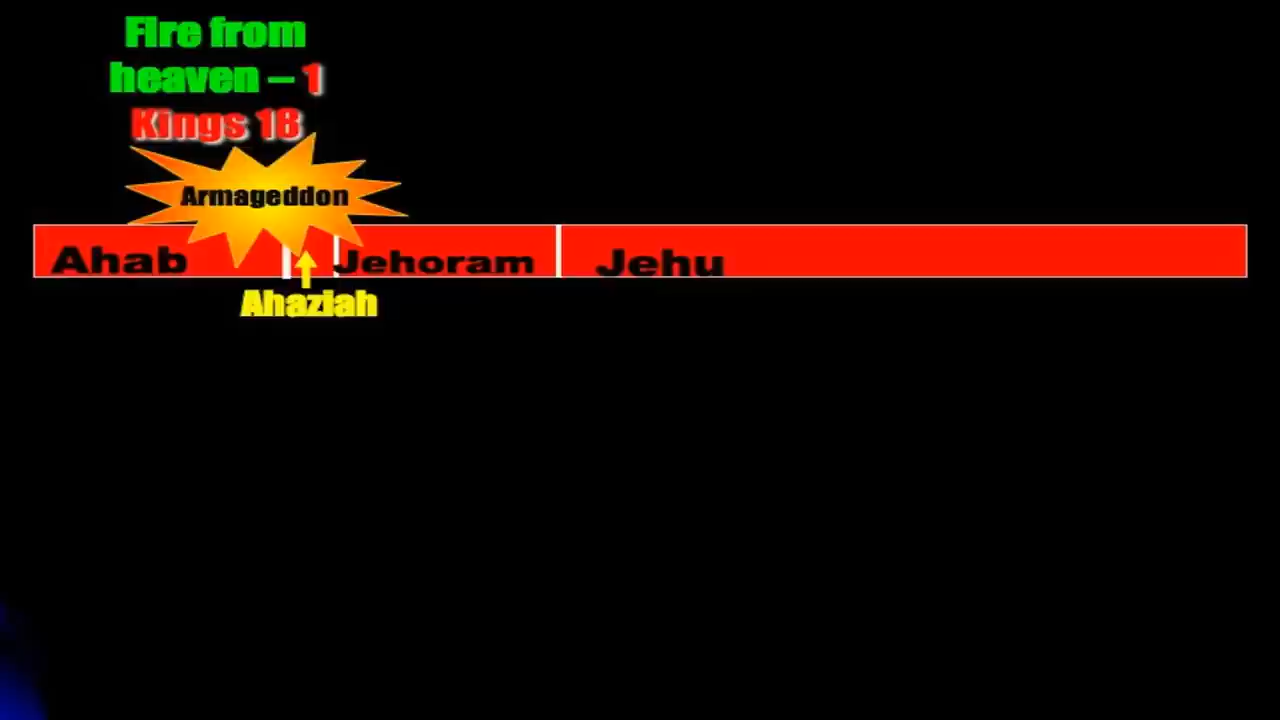 Fire from
heaven – 1
Kings 18
Armageddon
Ahab
Jehoram
Jehu
Ahaziah